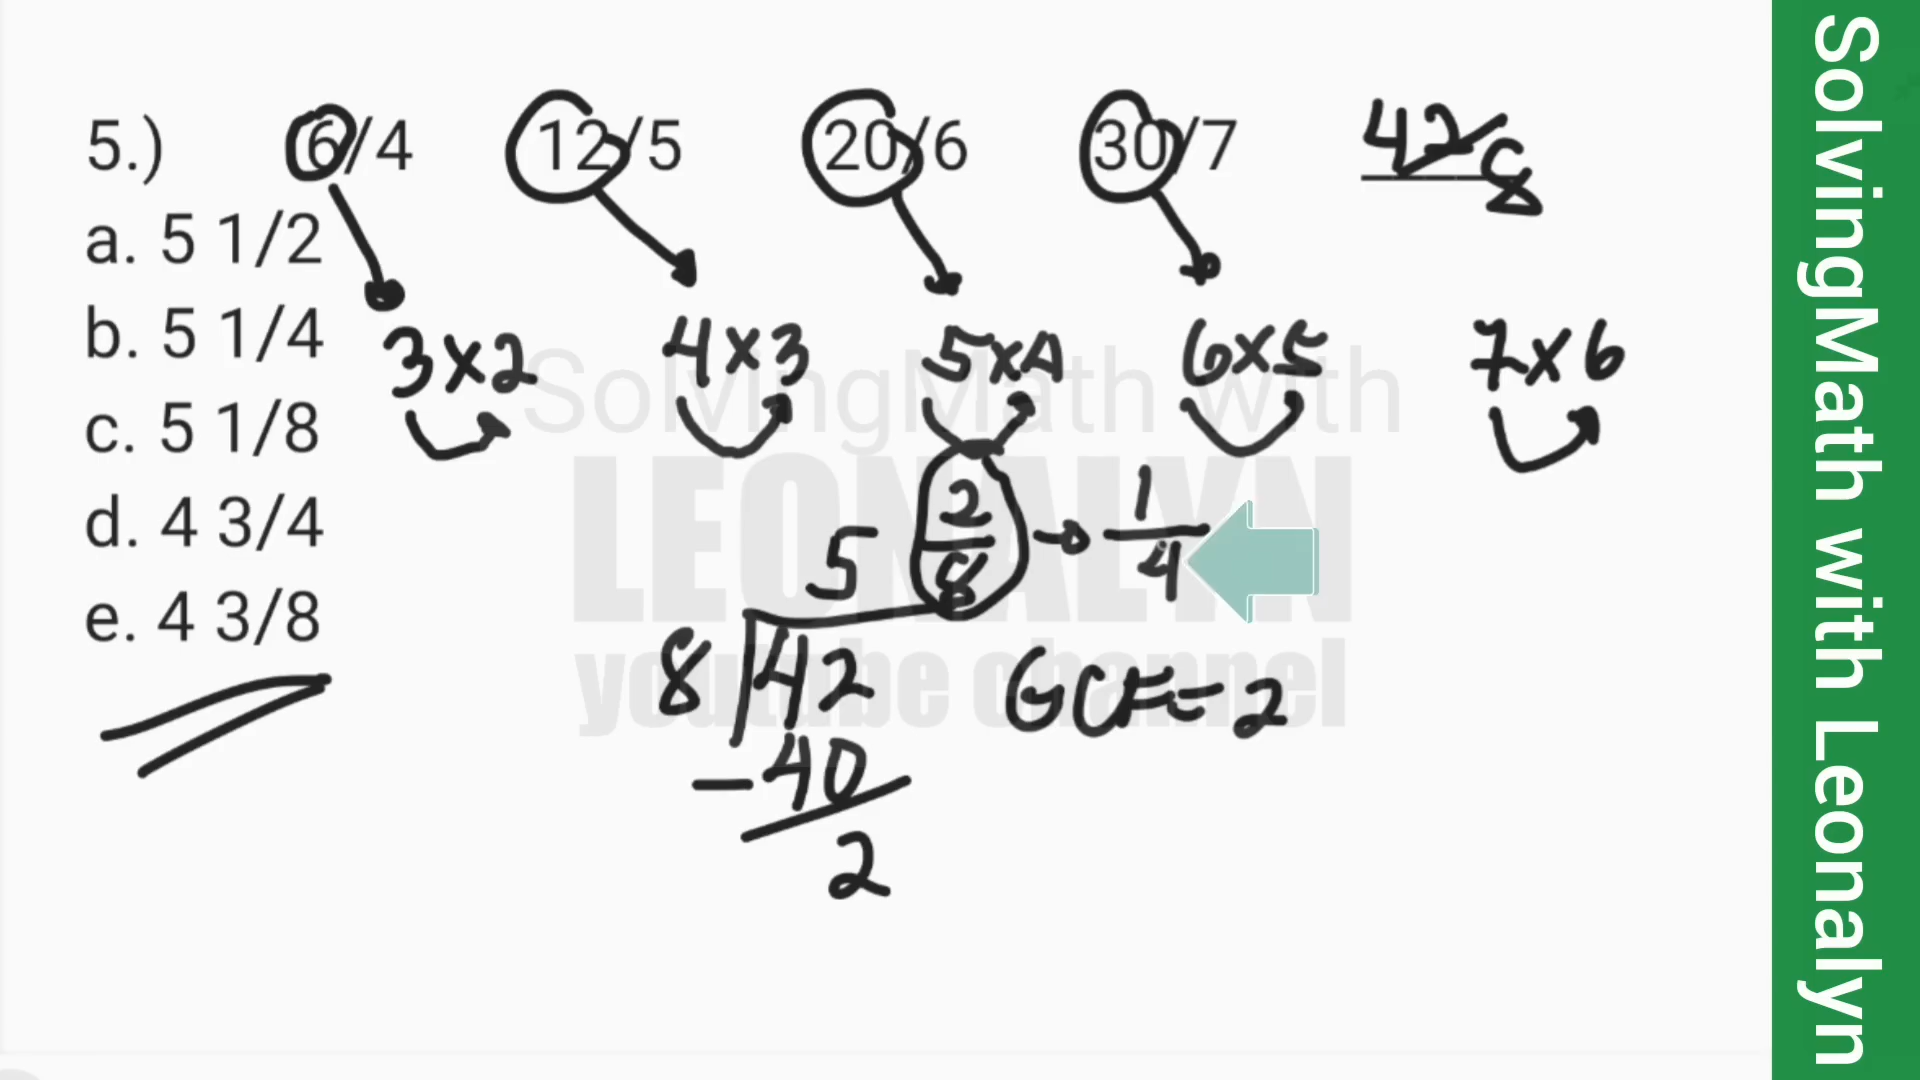 5.) 6/4 12/5 20/6 30/7 42/8
a. 5 1/2
b. 5 1/4
3x2 4x3 5x4 6x5 7x6
SolvingMath with
c. 5 1/8
LEONALYN
d. 4 3/4
5 2/8 → 1/4
e. 4 3/8
youtube channel
8 42 GCF=2
- 40
2
SolvingMath with Leonalyn